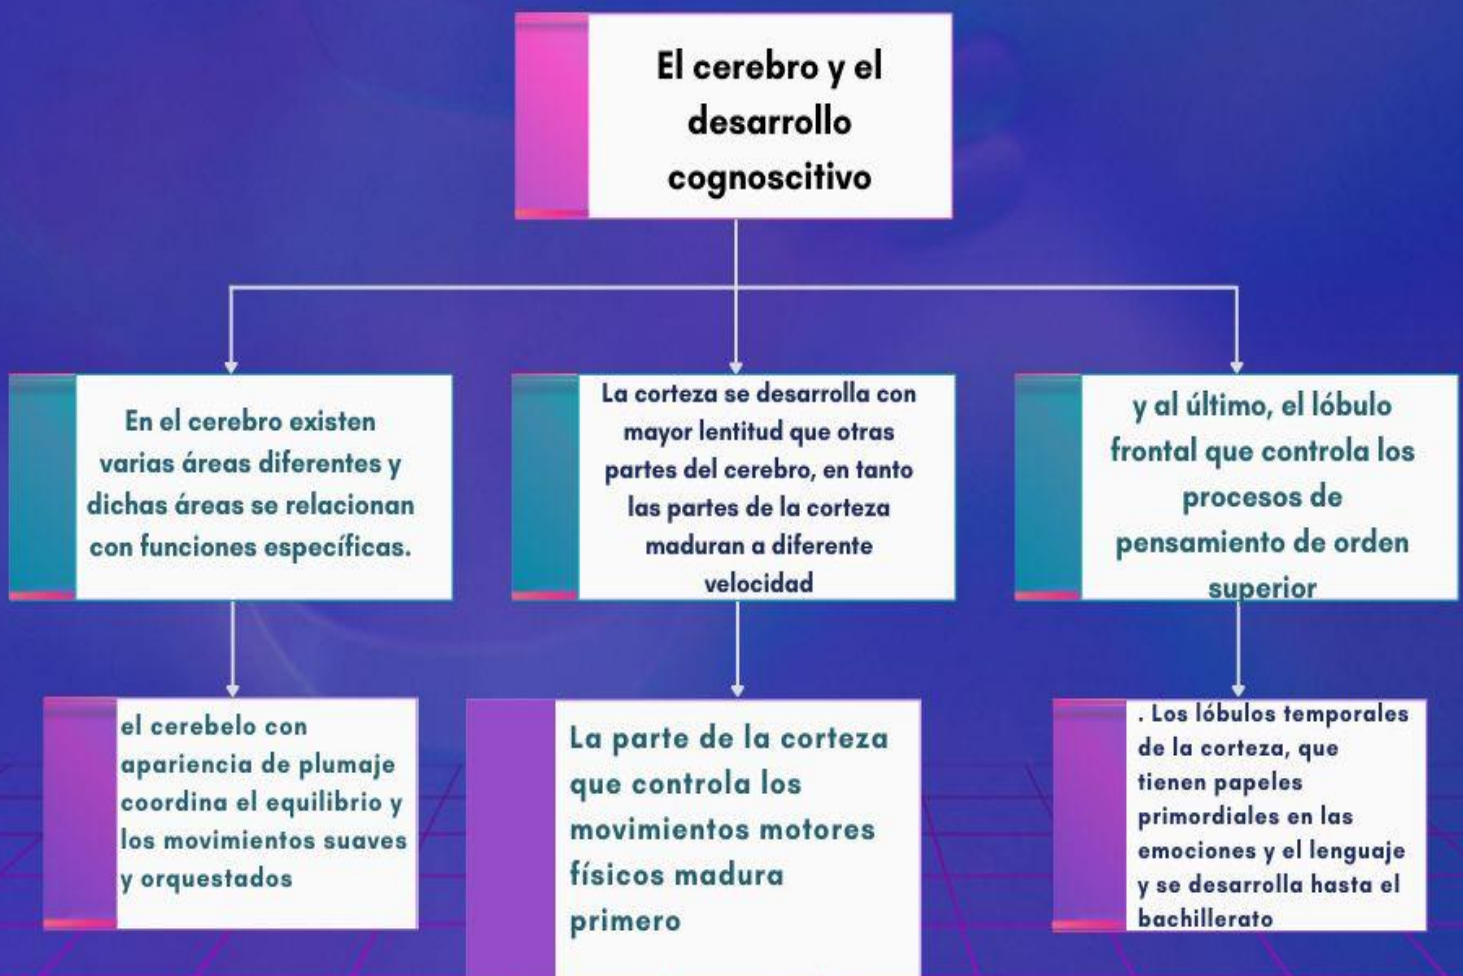 El cerebro y el
desarrollo
cognoscitivo
En el cerebro existen
varias áreas diferentes y
dichas áreas se relacionan
con funciones específicas.
La corteza se desarrolla con
mayor lentitud que otras
partes del cerebro, en tanto
las partes de la corteza
maduran a diferente
velocidad
y al último, el lóbulo
frontal que controla los
procesos de
pensamiento de orden
superior
el cerebelo con
apariencia de plumaje
coordina el equilibrio y
los movimientos suaves
y orquestados
La parte de la corteza
que controla los
movimientos motores
físicos madura
primero
. Los lóbulos temporales
de la corteza, que
tienen papeles
primordiales en las
emociones y el lenguaje
y se desarrolla hasta el
bachillerato